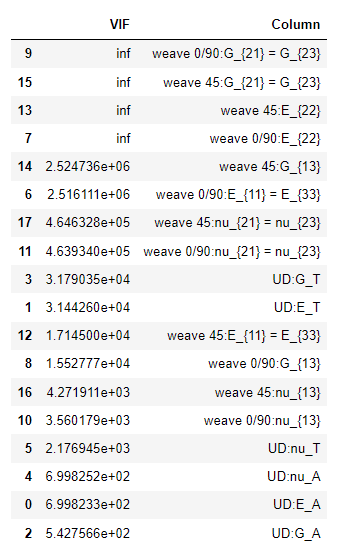 VIF Column
9 inf weave 0/90:G_{21} = G_{23}
15 inf weave 45:G_{21} = G_{23}
13 inf weave 45:E_{22}
7 inf weave 0/90:E_{22}
14 2.524736e+06 weave 45:G_{13}
6 2.516111e+06 weave 0/90:E_{11} = E_{33}
17 4.646328e+05 weave 45:nu_{21} = nu_{23}
11 4.639340e+05 weave 0/90:nu_{21} = nu_{23}
3 3.179035e+04 UD:G_T
1 3.144260e+04 UD:E_T
12 1.714500e+04 weave 45:E_{11} = E_{33}
8 1.552777e+04 weave 0/90:G_{13}
16 4.271911e+03 weave 45:nu_{13}
10 3.560179e+03 weave 0/90:nu_{13}
5 2.176945e+03 UD:nu_T
4 6.998252e+02 UD:nu_A
0 6.998233e+02 UD:E_A
2 5.427566e+02 UD:G_A